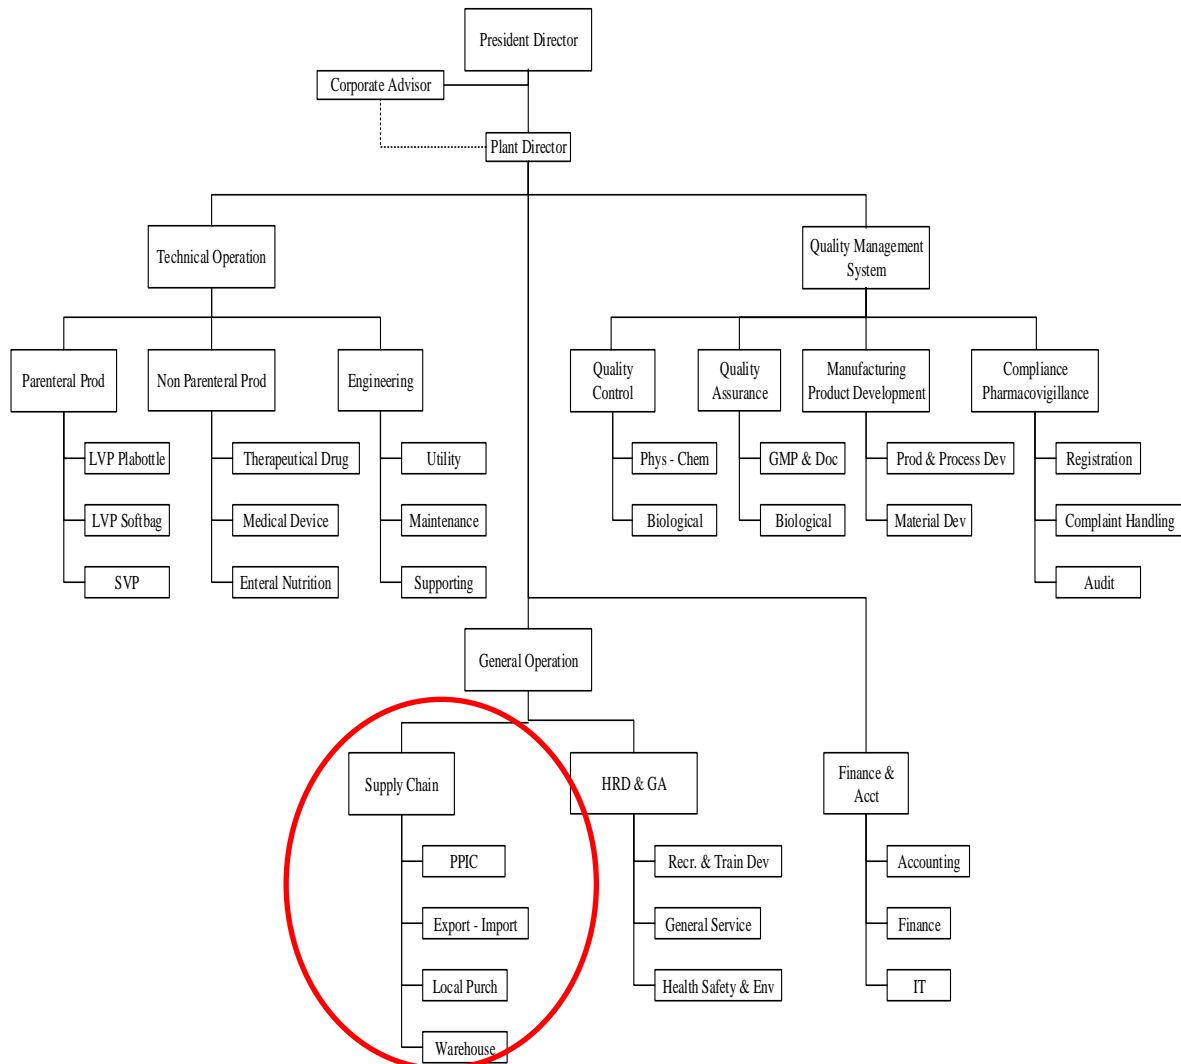 President Director
Corporate Advisor
Plant Director
Technical Operation
Quality Management
System
Parenteral Prod
Non Parenteral Prod
Engineering
Quality
Control
Quality
Assurance
Manufacturing
Product Development
Compliance
Pharmacovigillance
LVP Plabottle
Therapeutical Drug
Utility
Phys - Chem
GMP & Doc
Prod & Process Dev
Registration
LVP Softbag
Medical Device
Maintenance
Biological
Biological
Material Dev
Complaint Handling
SVP
Enteral Nutrition
Supporting
Audit
General Operation
Supply Chain
HRD & GA
Finance &
Acct
PPIC
Recr. & Train Dev
Accounting
Export - Import
General Service
Finance
Local Purch
Health Safety & Env
IT
Warehouse